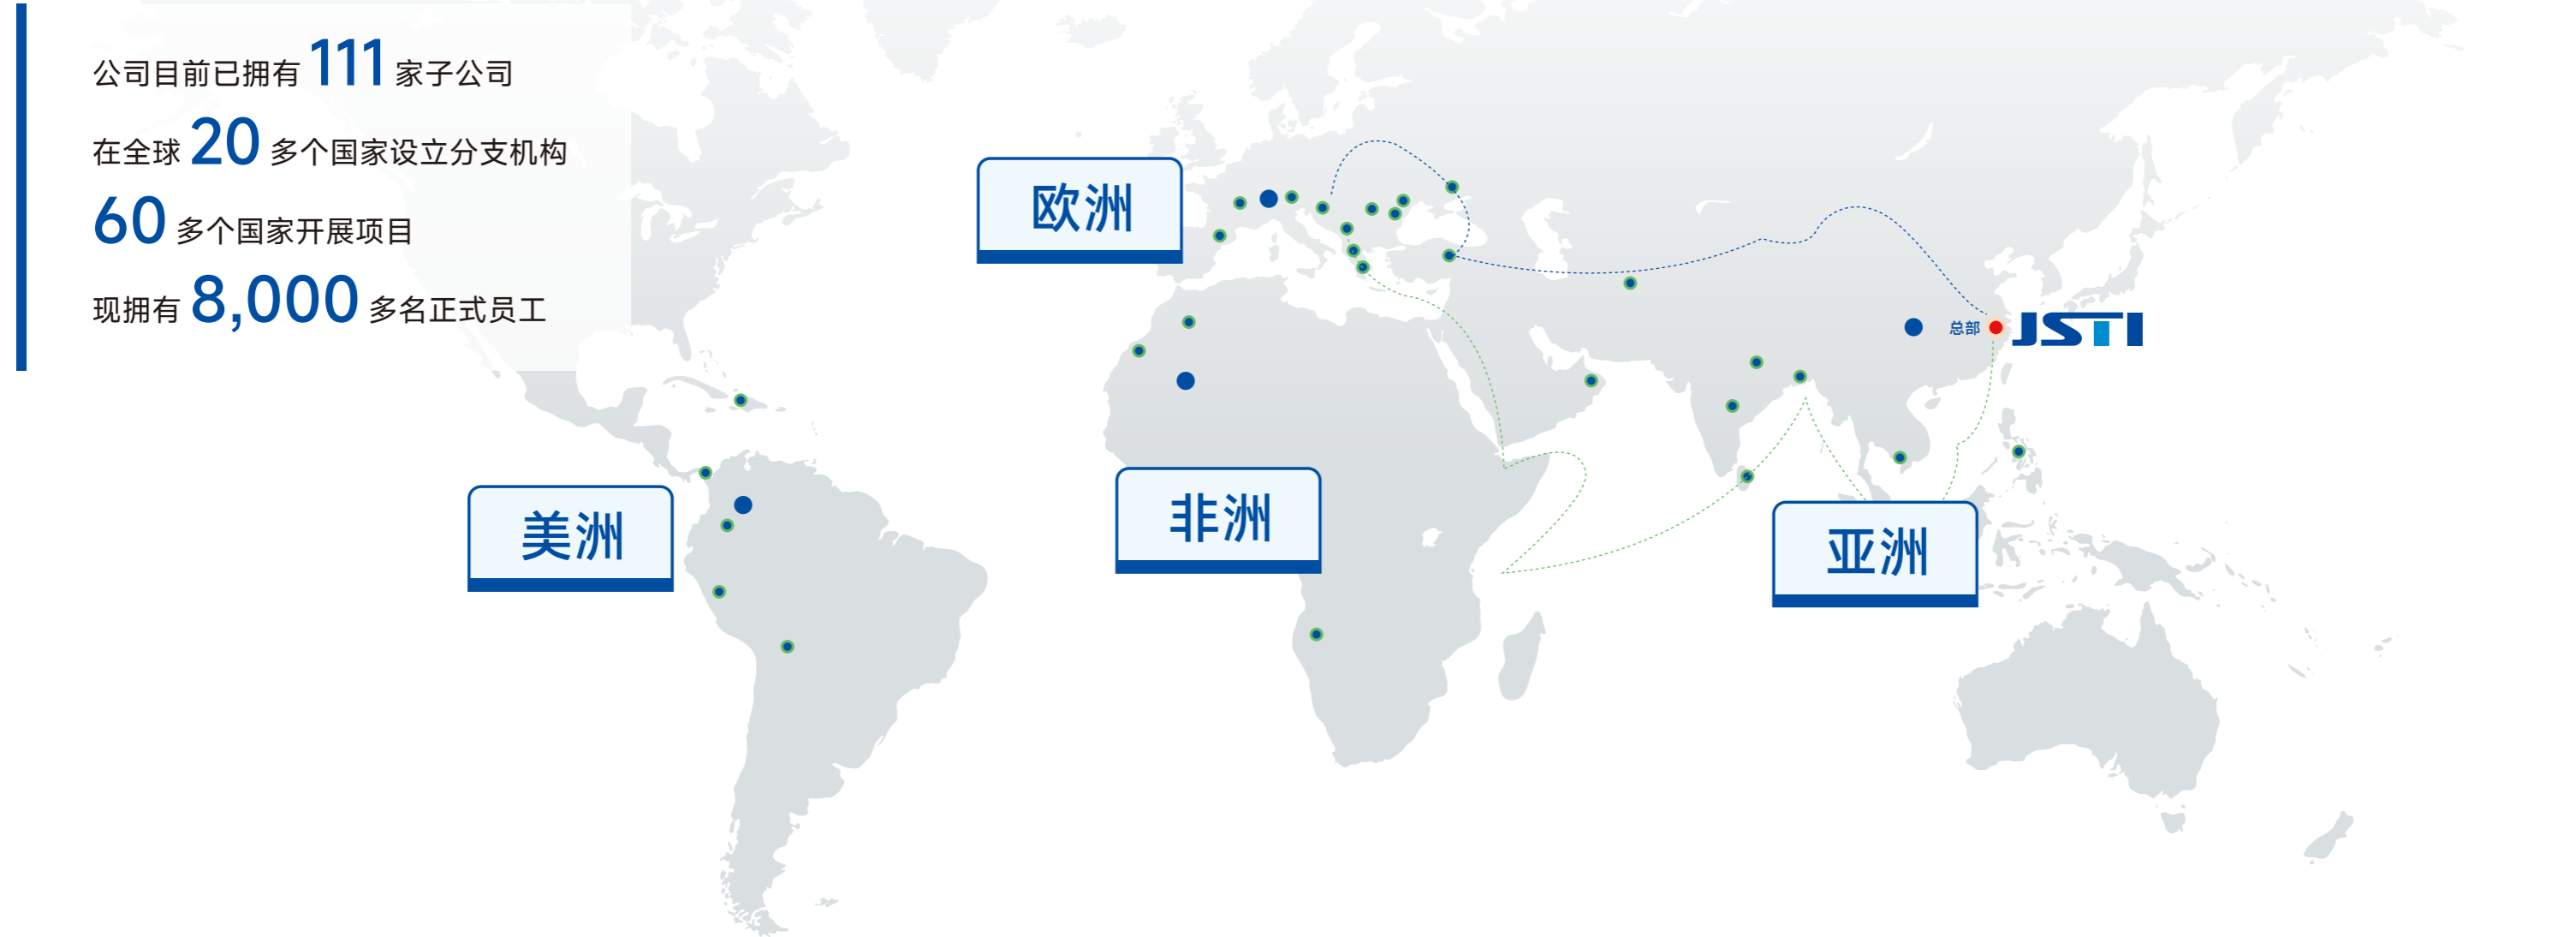 公司目前已拥有 111 家子公司
在全球 20 多个国家设立分支机构
60 多个国家开展项目
现拥有 8,000 多名正式员工
欧洲
总部 JSTI
美洲
非洲
亚洲